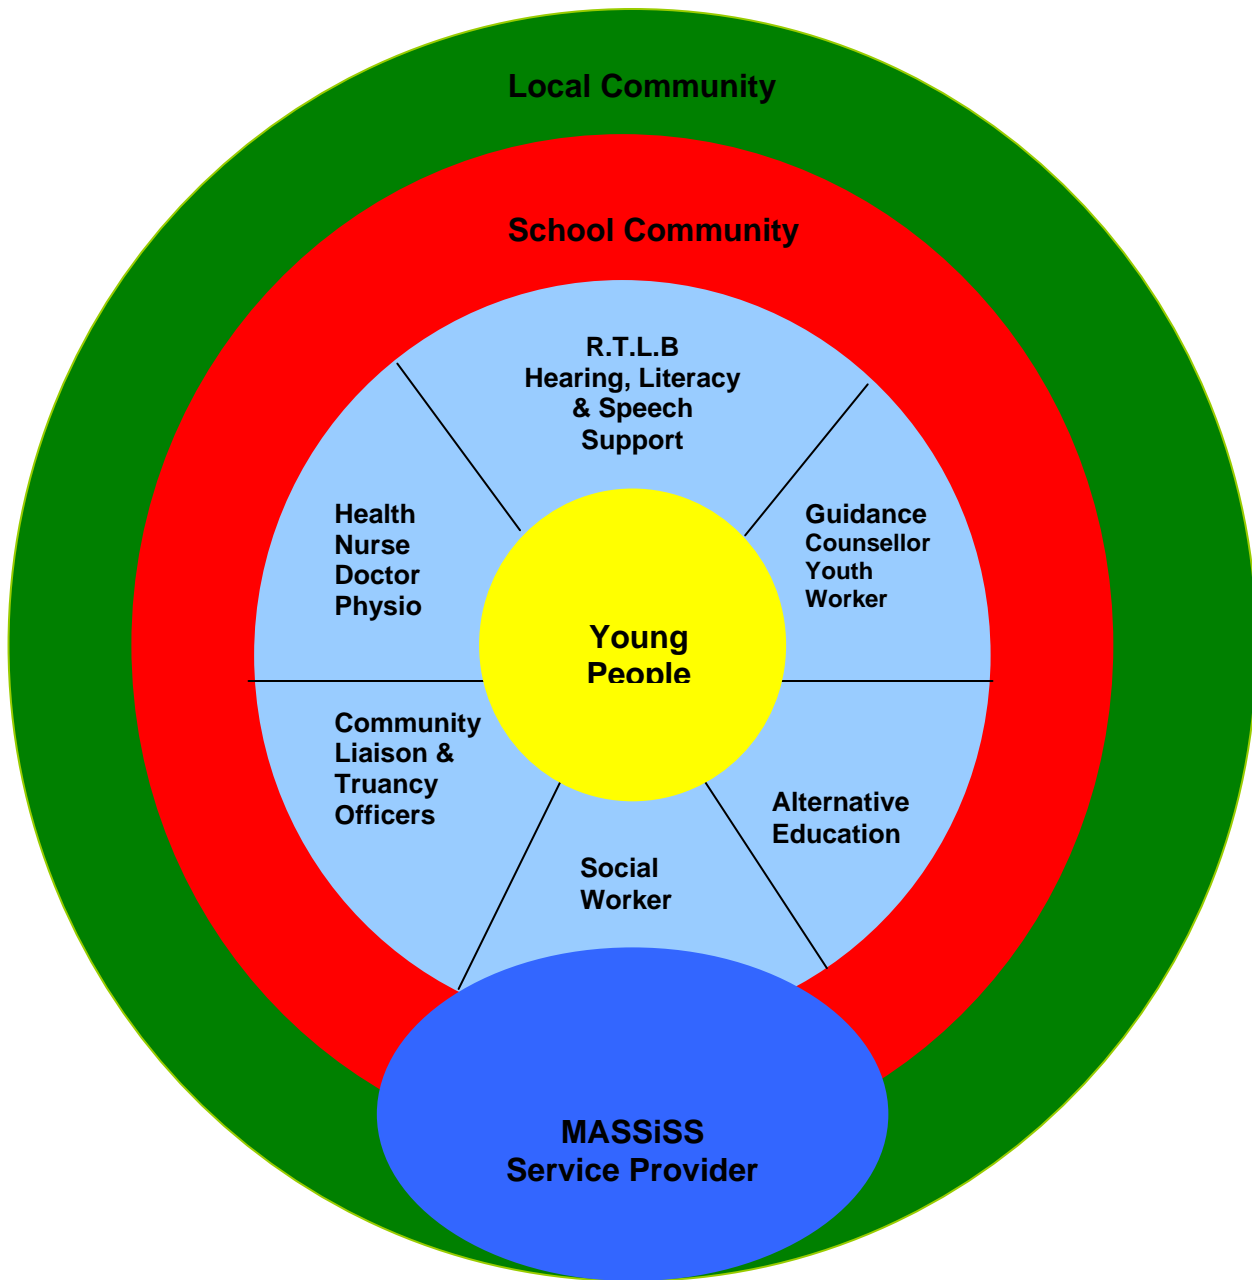 Local Community
School Community
R.T.L.B
Hearing, Literacy
& Speech
Support
Health
Nurse
Doctor
Physio
Guidance
Counsellor
Youth
Worker
Young
People
Community
Liaison &
Truancy
Officers
Alternative
Education
Social
Worker
MASSiSS
Service Provider